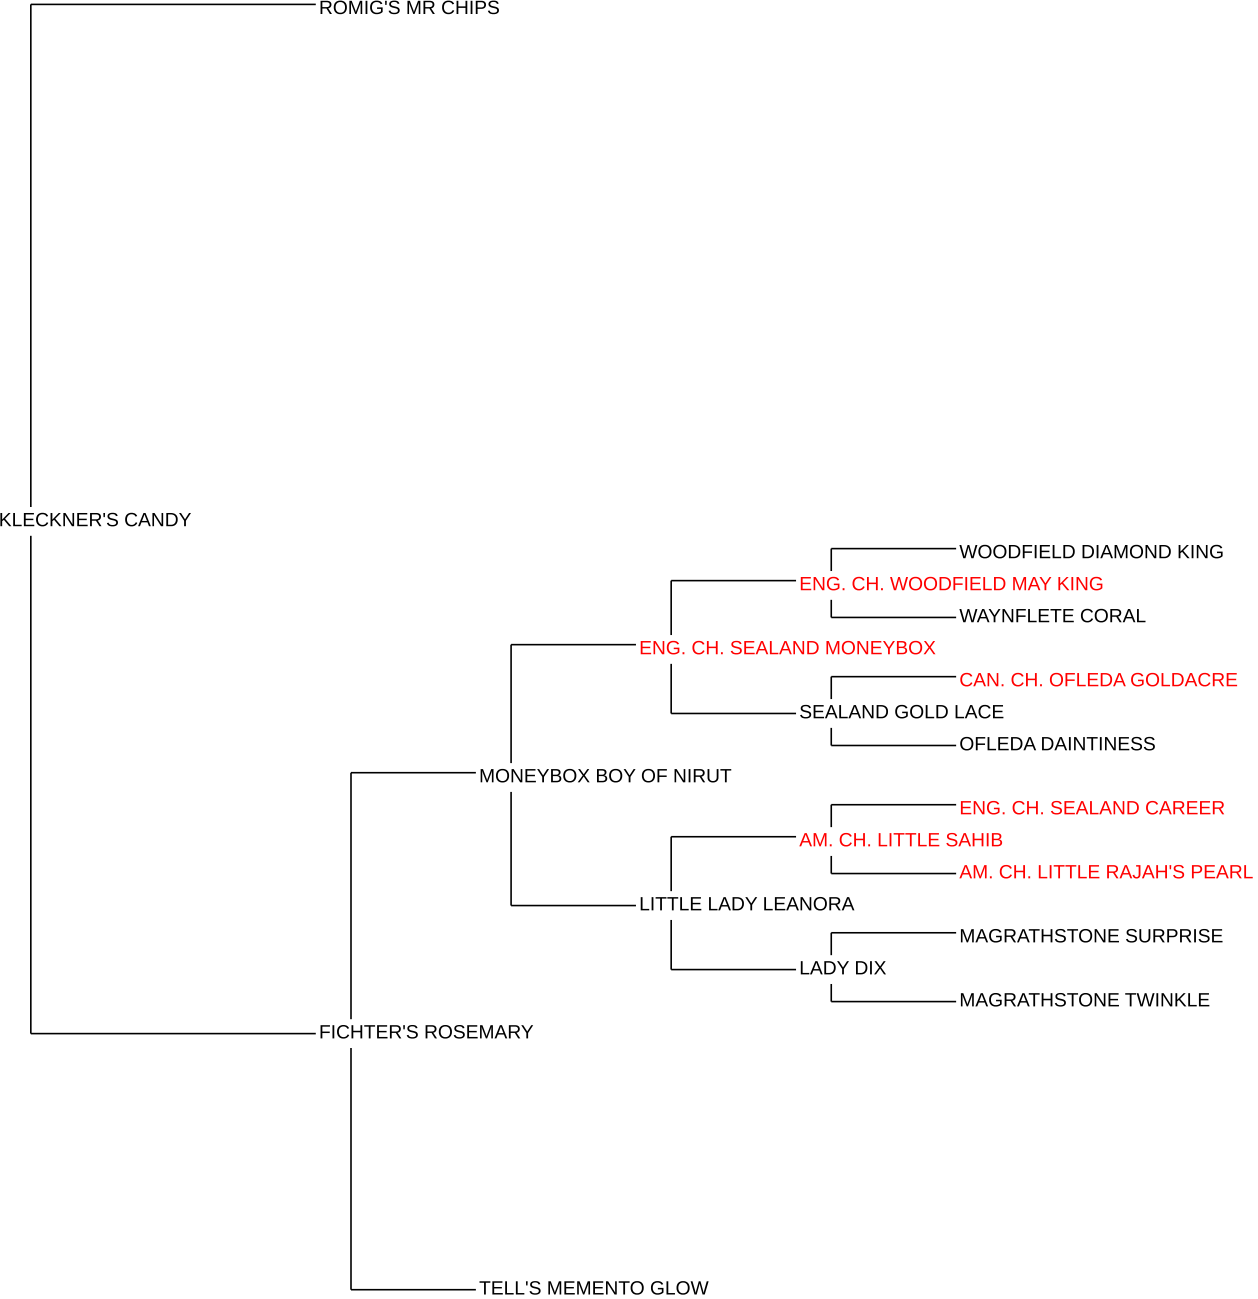 ROMIG'S MR CHIPS
KLECKNER'S CANDY
WOODFIELD DIAMOND KING
ENG. CH. WOODFIELD MAY KING
WAYNFLETE CORAL
ENG. CH. SEALAND MONEYBOX
CAN. CH. OFLEDA GOLDACRE
SEALAND GOLD LACE
OFLEDA DAINTINESS
MONEYBOX BOY OF NIRUT
ENG. CH. SEALAND CAREER
AM. CH. LITTLE SAHIB
AM. CH. LITTLE RAJAH'S PEARL
LITTLE LADY LEANORA
MAGRATHSTONE SURPRISE
LADY DIX
MAGRATHSTONE TWINKLE
FICHTER'S ROSEMARY
TELL'S MEMENTO GLOW